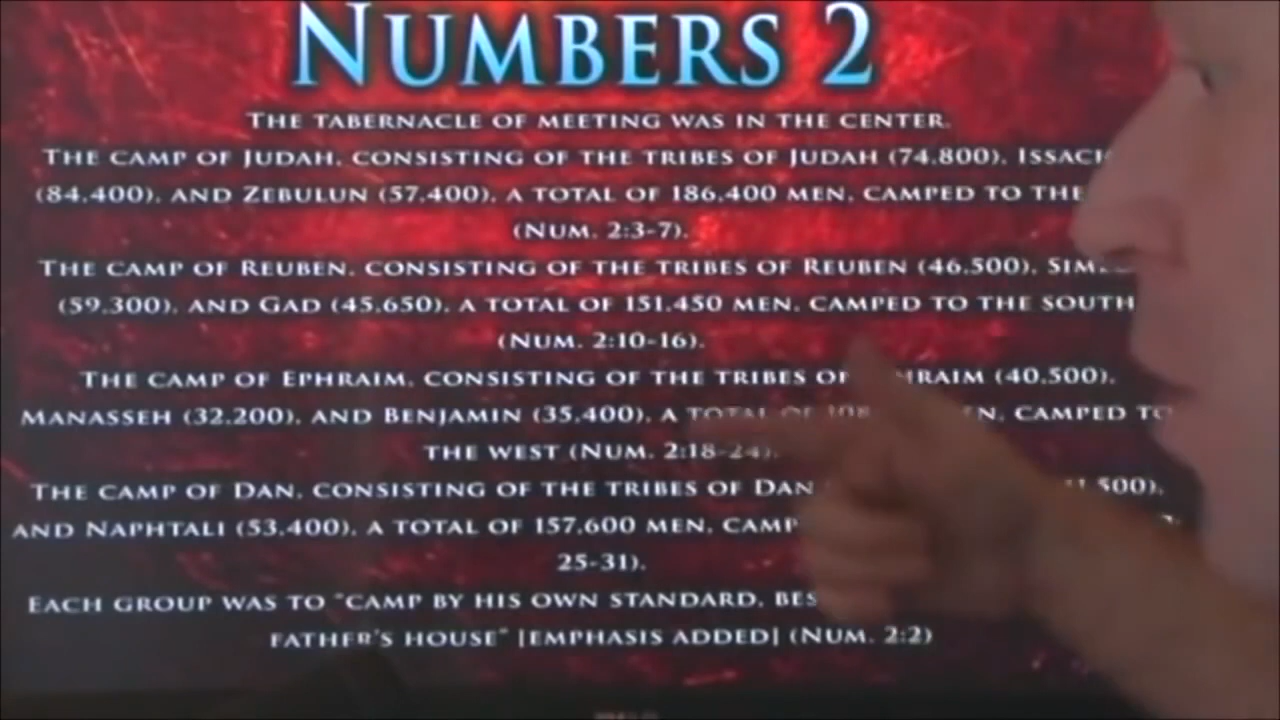 NUMBERS 2
THE TABERNACLE OF MEETING WAS IN THE CENTER.
THE CAMP OF JUDAH, CONSISTING OF THE TRIBES OF JUDAH (74,800), ISSACH
(84,400), AND ZEBULUN (57,400), A TOTAL OF 186,400 MEN, CAMPED TO THE
(NUM. 2:3-7).
THE CAMP OF REUBEN, CONSISTING OF THE TRIBES OF REUBEN (46,500), SIM
(59,300), AND GAD (45,650), A TOTAL OF 151,450 MEN, CAMPED TO THE SOUTH
(NUM. 2:10-16).
THE CAMP OF EPHRAIM, CONSISTING OF THE TRIBES OF HRAIM (40,500),
MANASSEH (32,200), AND BENJAMIN (35,400), A TOTAL OF 108 EN, CAMPED TO
THE WEST (NUM. 2:18-24).
THE CAMP OF DAN, CONSISTING OF THE TRIBES OF DAN 1,500),
AND NAPHTALI (53,400), A TOTAL OF 157,600 MEN, CAMP
25-31).
EACH GROUP WAS TO "CAMP BY HIS OWN STANDARD, BES
FATHER'S HOUSE" [EMPHASIS ADDED] (NUM. 2:2)